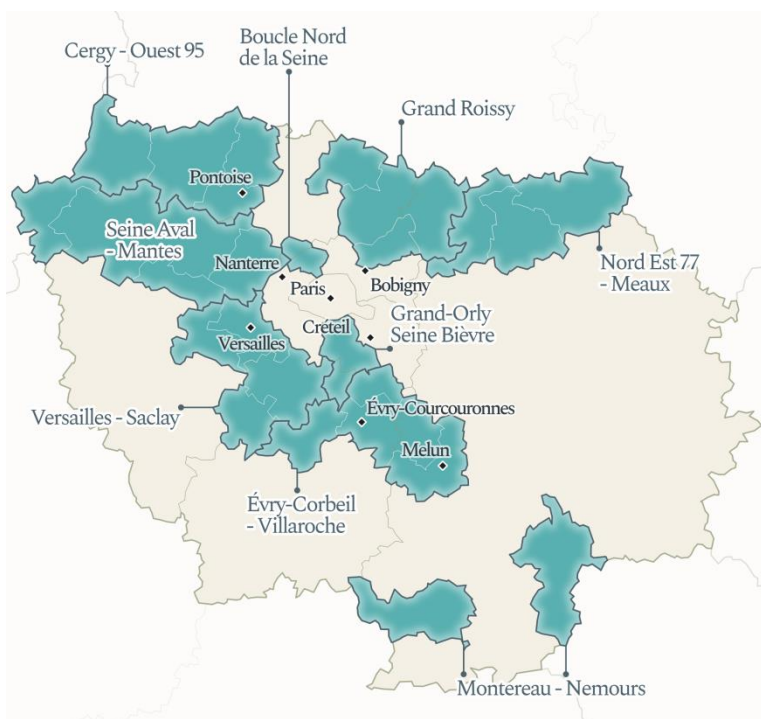 Cergy - Ouest 95
Boucle Nord
de la Seine
Grand Roissy
Pontoise
Seine Aval
- Mantes
Nanterre
Paris
Bobigny
Nord Est 77
- Meaux
Créteil
Grand-Orly
Seine Bièvre
Versailles
Versailles - Saclay
Évry-Courcouronnes
Melun
Évry-Corbeil
- Villaroche
Montereau - Nemours